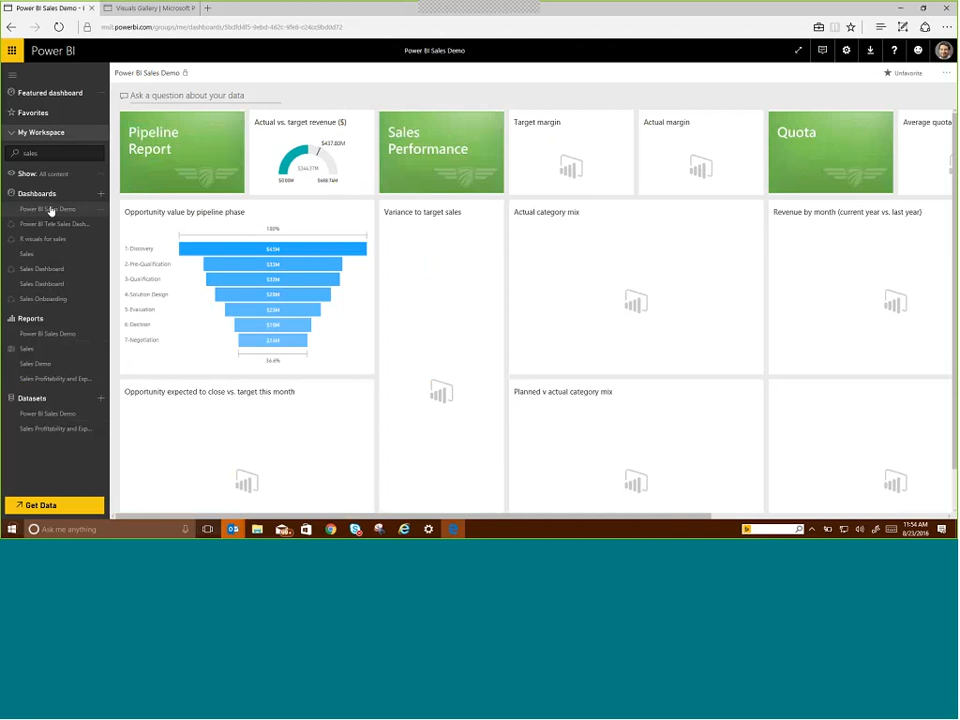 Power BI Sales Demo - 
Visuals Gallery | Microsoft P
Power BI
Power BI Sales Demo
Featured dashboard
Favorites
My Workspace
sales
Show: All content
Dashboards
Power BI Sales Demo
Power BI Tele Sales Dash...
R visuals for sales
Sales
Sales Dashboard
Sales Dashboard
Sales Onboarding
Reports
Power BI Sales Demo
Sales
Sales Demo
Sales Profitability and Exp...
Datasets
Power BI Sales Demo
Sales Profitability and Exp...
Get Data
Power BI Sales Demo
Unfavorite
Ask a question about your data
Pipeline
Report
Actual vs. target revenue ($)
Sales
Performance
Target margin
Actual margin
Quota
Average quota
Opportunity value by pipeline phase
100%
1-Discovery
2-Pre-Qualification
3-Qualification
4-Solution Design
5-Evaluation
6-Decision
7-Negotiation
Variance to target sales
Actual category mix
Revenue by month (current year vs. last year)
Opportunity expected to close vs. target this month
Planned v actual category mix
Ask me anything
11:54 AM
8/23/2016